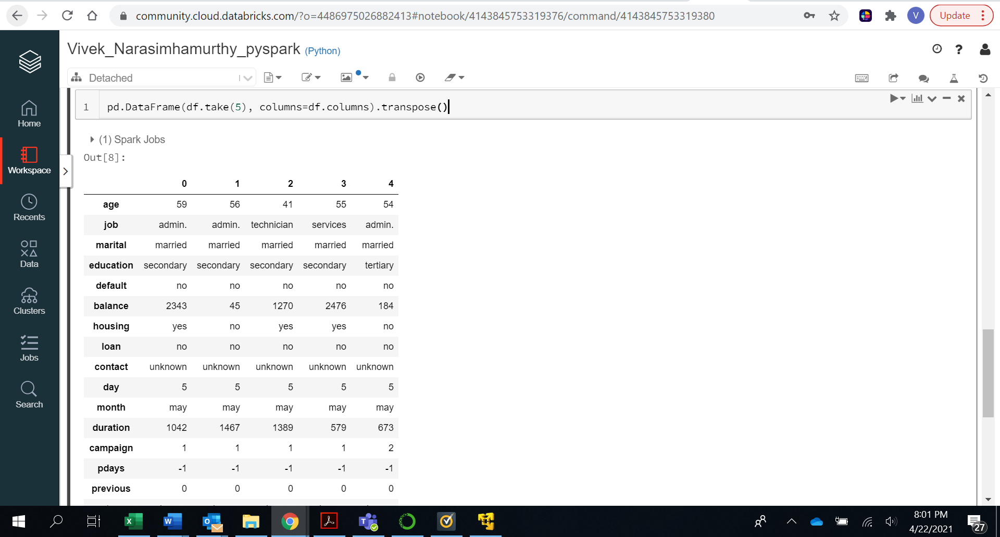 community.cloud.databricks.com/?o=4486975026882413#notebook/4143845753319376/command/4143845753319380
V
Update
Vivek_Narasimhamurthy_pyspark (Python)
?
Detached
1 pd.DataFrame(df.take(5), columns=df.columns).transpose()
Home
Workspace
Recents
Data
Clusters
Jobs
Search
(1) Spark Jobs
Out[8]:
0 1 2 3 4
age 59 56 41 55 54
job admin. admin. technician services admin.
marital married married married married married
education secondary secondary secondary secondary tertiary
default no no no no no
balance 2343 45 1270 2476 184
housing yes no yes yes no
loan no no no no no
contact unknown unknown unknown unknown unknown
day 5 5 5 5 5
month may may may may may
duration 1042 1467 1389 579 673
campaign 1 1 1 1 2
pdays -1 -1 -1 -1 -1
previous 0 0 0 0 0
8:01 PM
4/22/2021
27